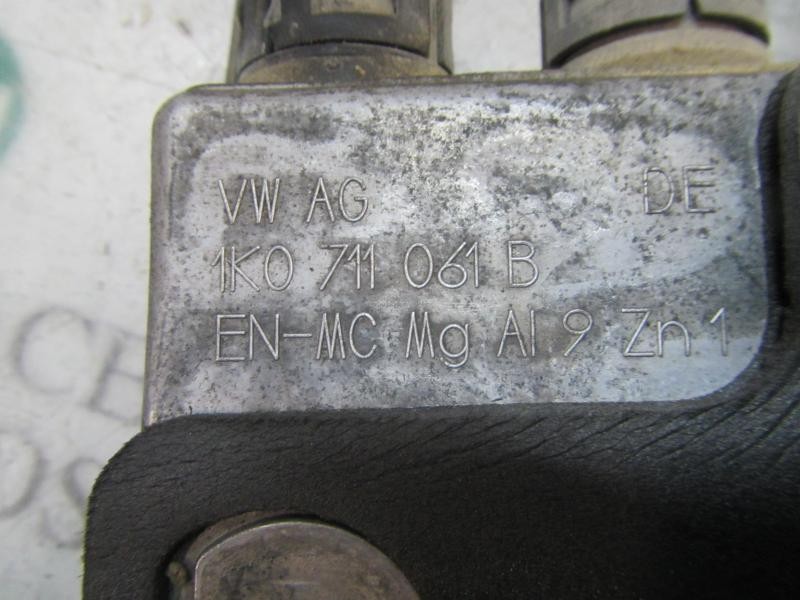 VW AG DE
1K0 711 061 B
EN-MC Mg Al 9 Zn 1